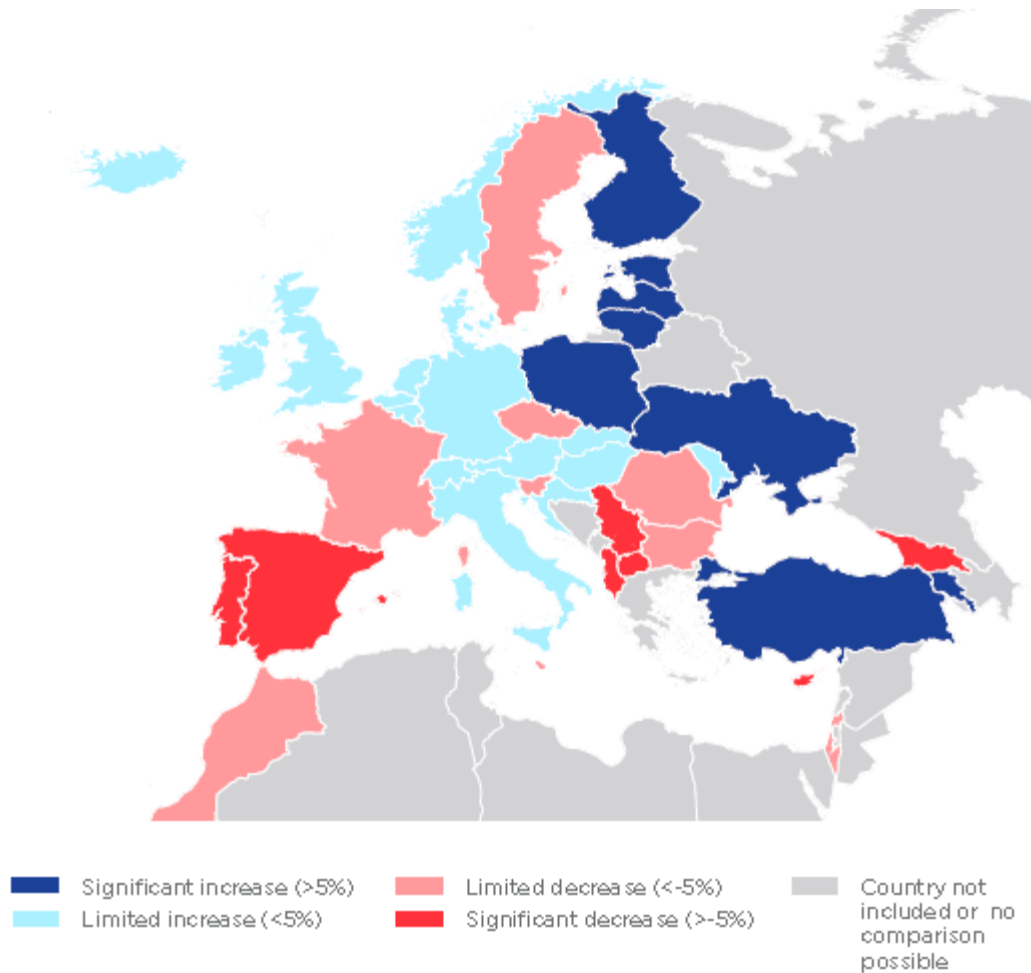 Significant increase (>5%)
Limited increase (<5%)
Limited decrease (<-5%)
Significant decrease (>-5%)
Country not
included or no
comparison
possible